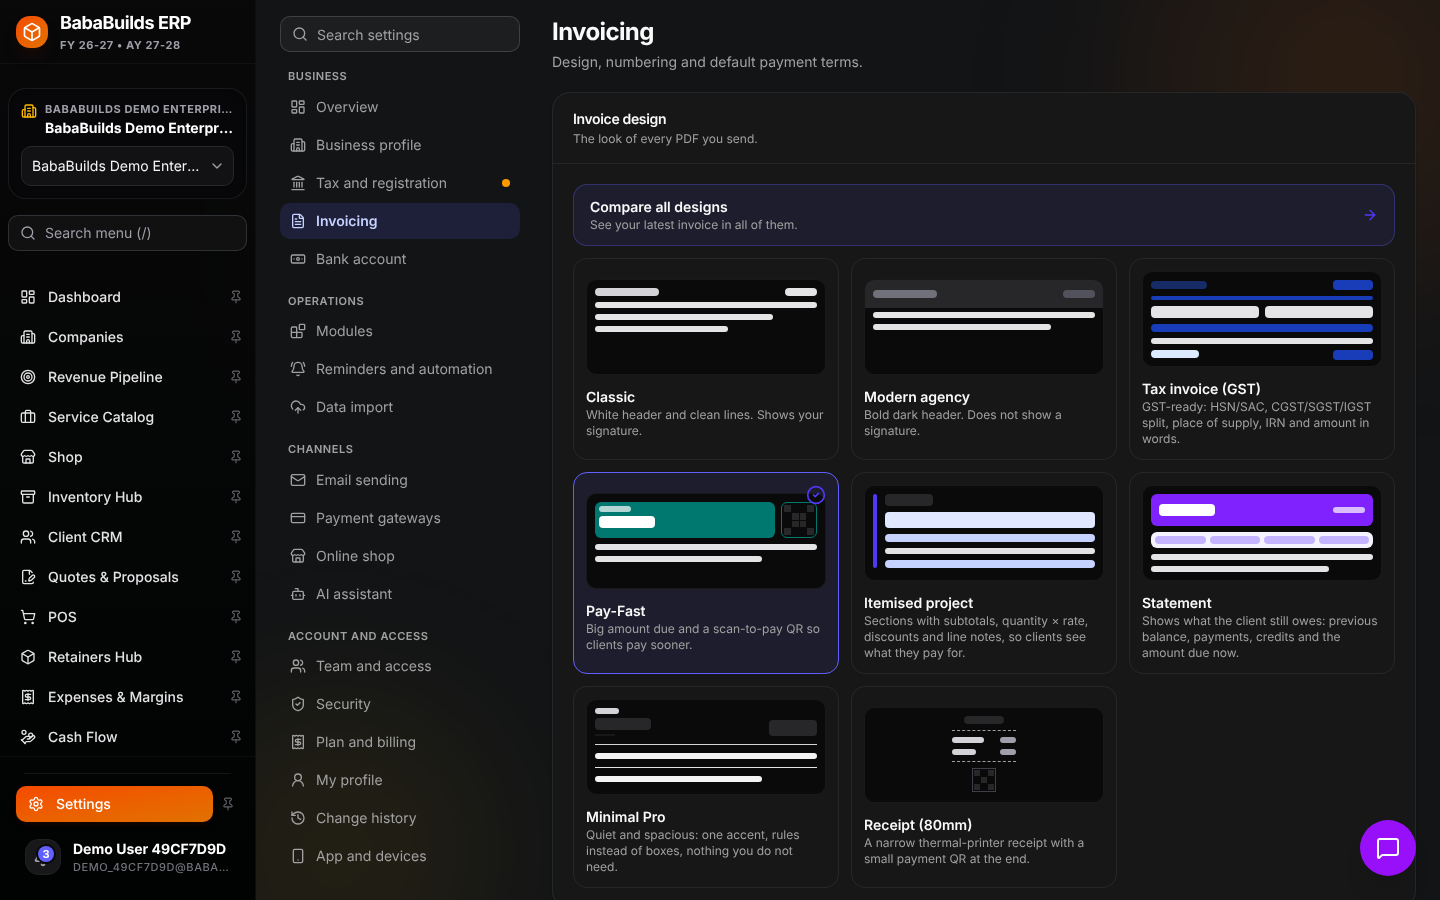 BabaBuilds ERP
FY 26-27 • AY 27-28
BABABUILDS DEMO ENTERPRI...
BabaBuilds Demo Enterpr...
BabaBuilds Demo Enter...
Search menu (/)
Dashboard
Companies
Revenue Pipeline
Service Catalog
Shop
Inventory Hub
Client CRM
Quotes & Proposals
POS
Retainers Hub
Expenses & Margins
Cash Flow
Settings
3
Demo User 49CF7D9D
DEMO_49CF7D9D@BABA...
Search settings
BUSINESS
Overview
Business profile
Tax and registration
Invoicing
Bank account
OPERATIONS
Modules
Reminders and automation
Data import
CHANNELS
Email sending
Payment gateways
Online shop
AI assistant
ACCOUNT AND ACCESS
Team and access
Security
Plan and billing
My profile
Change history
App and devices
Invoicing
Design, numbering and default payment terms.
Invoice design
The look of every PDF you send.
Compare all designs
See your latest invoice in all of them.
Classic
White header and clean lines. Shows your
signature.
Modern agency
Bold dark header. Does not show a
signature.
Tax invoice (GST)
GST-ready: HSN/SAC, CGST/SGST/IGST
split, place of supply, IRN and amount in
words.
Pay-Fast
Big amount due and a scan-to-pay QR so
clients pay sooner.
Itemised project
Sections with subtotals, quantity × rate,
discounts and line notes, so clients see
what they pay for.
Statement
Shows what the client still owes: previous
balance, payments, credits and the
amount due now.
Minimal Pro
Quiet and spacious: one accent, rules
instead of boxes, nothing you do not
need.
Receipt (80mm)
A narrow thermal-printer receipt with a
small payment QR at the end.